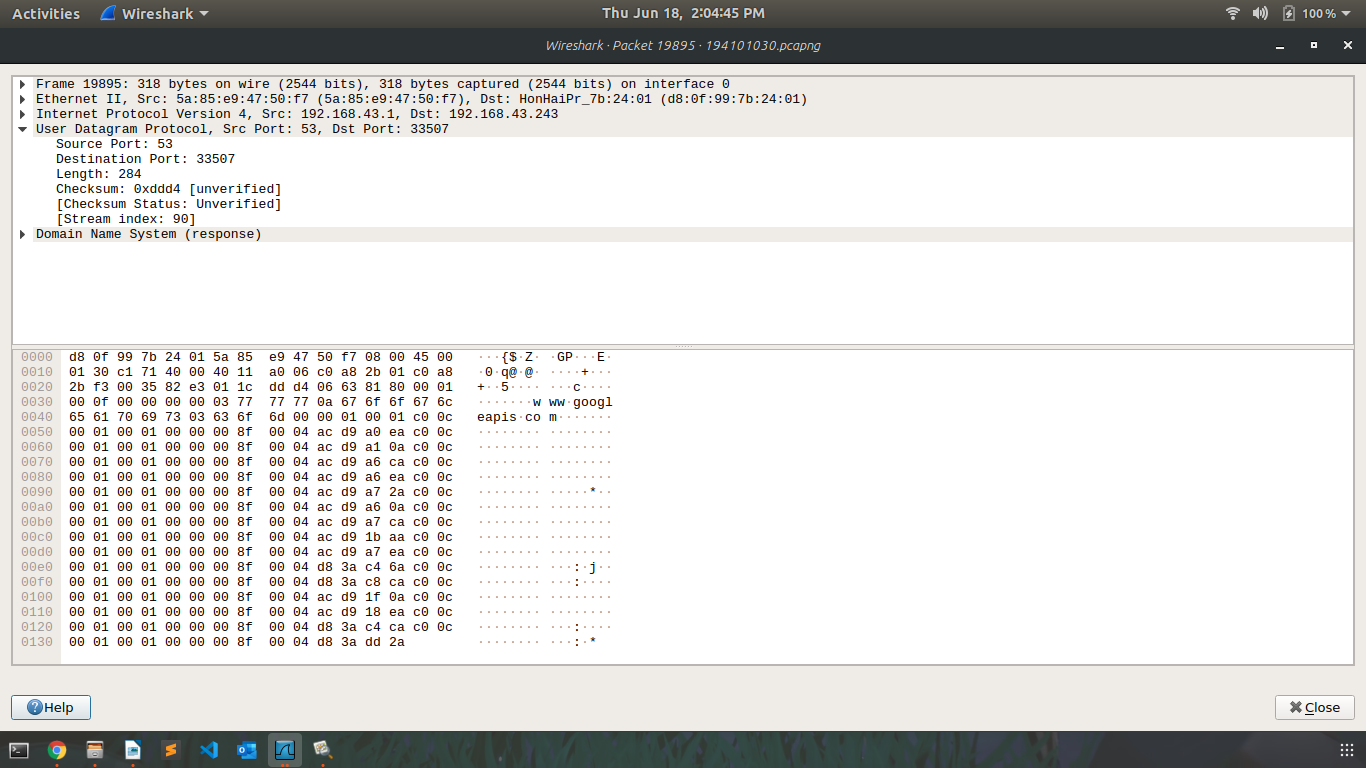 Activities Wireshark Thu Jun 18, 2:04:45 PM 100 %
Wireshark · Packet 19895 · 194101030.pcapng
Frame 19895: 318 bytes on wire (2544 bits), 318 bytes captured (2544 bits) on interface 0
Ethernet II, Src: 5a:85:e9:47:50:f7 (5a:85:e9:47:50:f7), Dst: HonHaiPr_7b:24:01 (d8:0f:99:7b:24:01)
Internet Protocol Version 4, Src: 192.168.43.1, Dst: 192.168.43.243
User Datagram Protocol, Src Port: 53, Dst Port: 33507
Source Port: 53
Destination Port: 33507
Length: 284
Checksum: 0xddd4 [unverified]
[Checksum Status: Unverified]
[Stream index: 90]
Domain Name System (response)
0000 d8 0f 99 7b 24 01 5a 85 e9 47 50 f7 08 00 45 00 ···{$·Z· ·GP···E·
0010 01 30 c1 71 40 00 40 11 a0 06 c0 a8 2b 01 c0 a8 ·0·q@·@· ····+···
0020 2b f3 00 35 82 e3 01 1c dd d4 06 63 81 80 00 01 +··5···· ···c····
0030 00 0f 00 00 00 00 03 77 77 77 0a 67 6f 6f 67 6c ·······w ww·googl
0040 65 61 70 69 73 03 63 6f 6d 00 00 01 00 01 c0 0c eapis·co m·······
0050 00 01 00 01 00 00 00 8f 00 04 ac d9 a0 ea c0 0c ········ ········
0060 00 01 00 01 00 00 00 8f 00 04 ac d9 a1 0a c0 0c ········ ········
0070 00 01 00 01 00 00 00 8f 00 04 ac d9 a6 ca c0 0c ········ ········
0080 00 01 00 01 00 00 00 8f 00 04 ac d9 a6 ea c0 0c ········ ········
0090 00 01 00 01 00 00 00 8f 00 04 ac d9 a7 2a c0 0c ········ ·····*··
00a0 00 01 00 01 00 00 00 8f 00 04 ac d9 a6 0a c0 0c ········ ········
00b0 00 01 00 01 00 00 00 8f 00 04 ac d9 a7 ca c0 0c ········ ········
00c0 00 01 00 01 00 00 00 8f 00 04 ac d9 1b aa c0 0c ········ ········
00d0 00 01 00 01 00 00 00 8f 00 04 ac d9 a7 ea c0 0c ········ ········
00e0 00 01 00 01 00 00 00 8f 00 04 d8 3a c4 6a c0 0c ········ ···:·j··
00f0 00 01 00 01 00 00 00 8f 00 04 d8 3a c8 ca c0 0c ········ ···:····
0100 00 01 00 01 00 00 00 8f 00 04 ac d9 1f 0a c0 0c ········ ········
0110 00 01 00 01 00 00 00 8f 00 04 ac d9 18 ea c0 0c ········ ········
0120 00 01 00 01 00 00 00 8f 00 04 d8 3a c4 ca c0 0c ········ ···:····
0130 00 01 00 01 00 00 00 8f 00 04 d8 3a dd 2a ········ ···:·*
Help Close